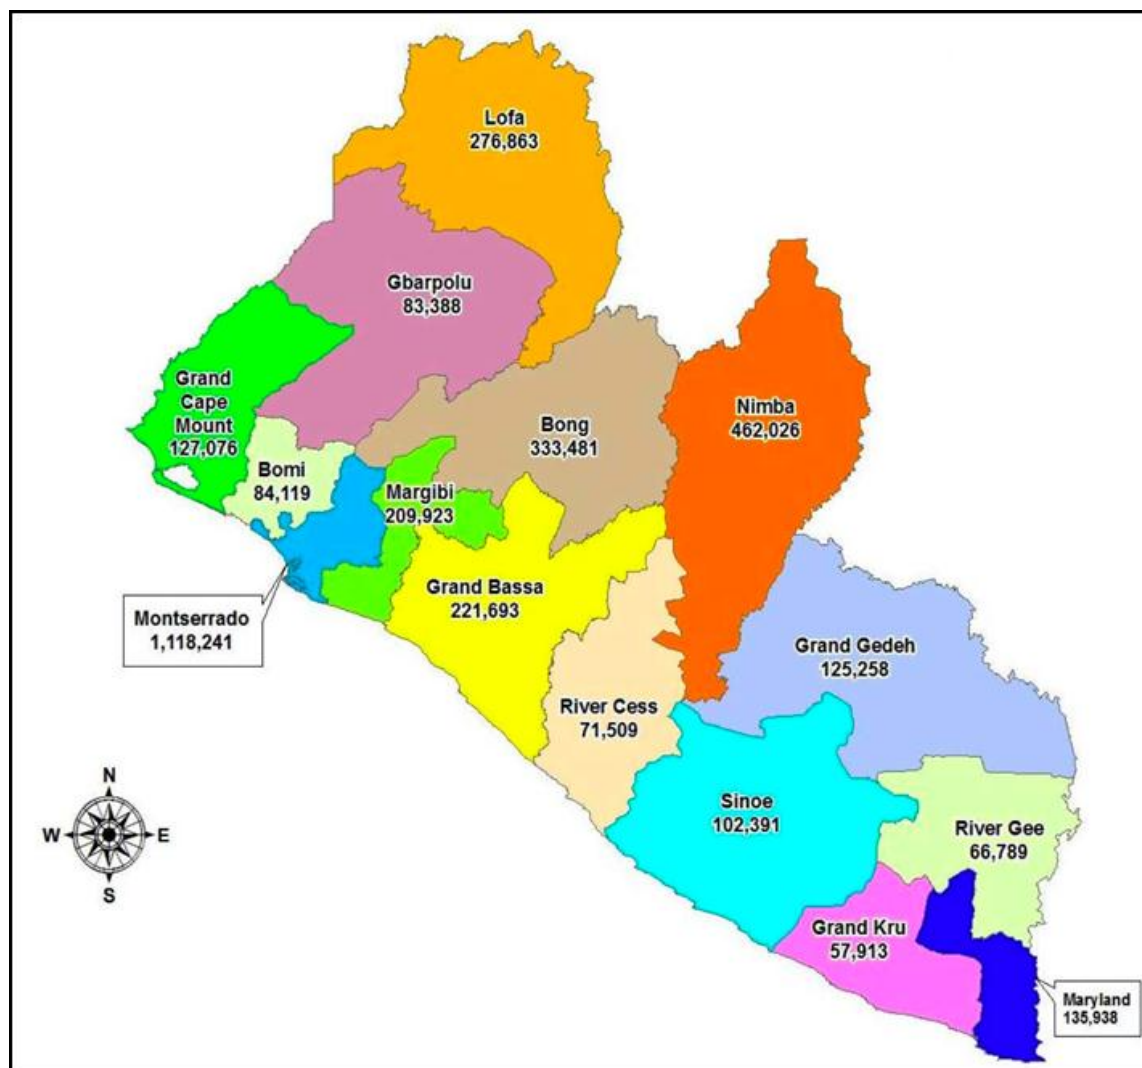 Lofa
276,863
Gbarpolu
83,388
Grand
Cape
Mount
127,076
Nimba
462,026
Bong
333,481
Bomi
84,119
Margibi
209,923
Grand Bassa
221,693
Montserrado
1,118,241
Grand Gedeh
125,258
River Cess
71,509
Sinoe
102,391
River Gee
66,789
Grand Kru
57,913
Maryland
135,938
N
W
E
S